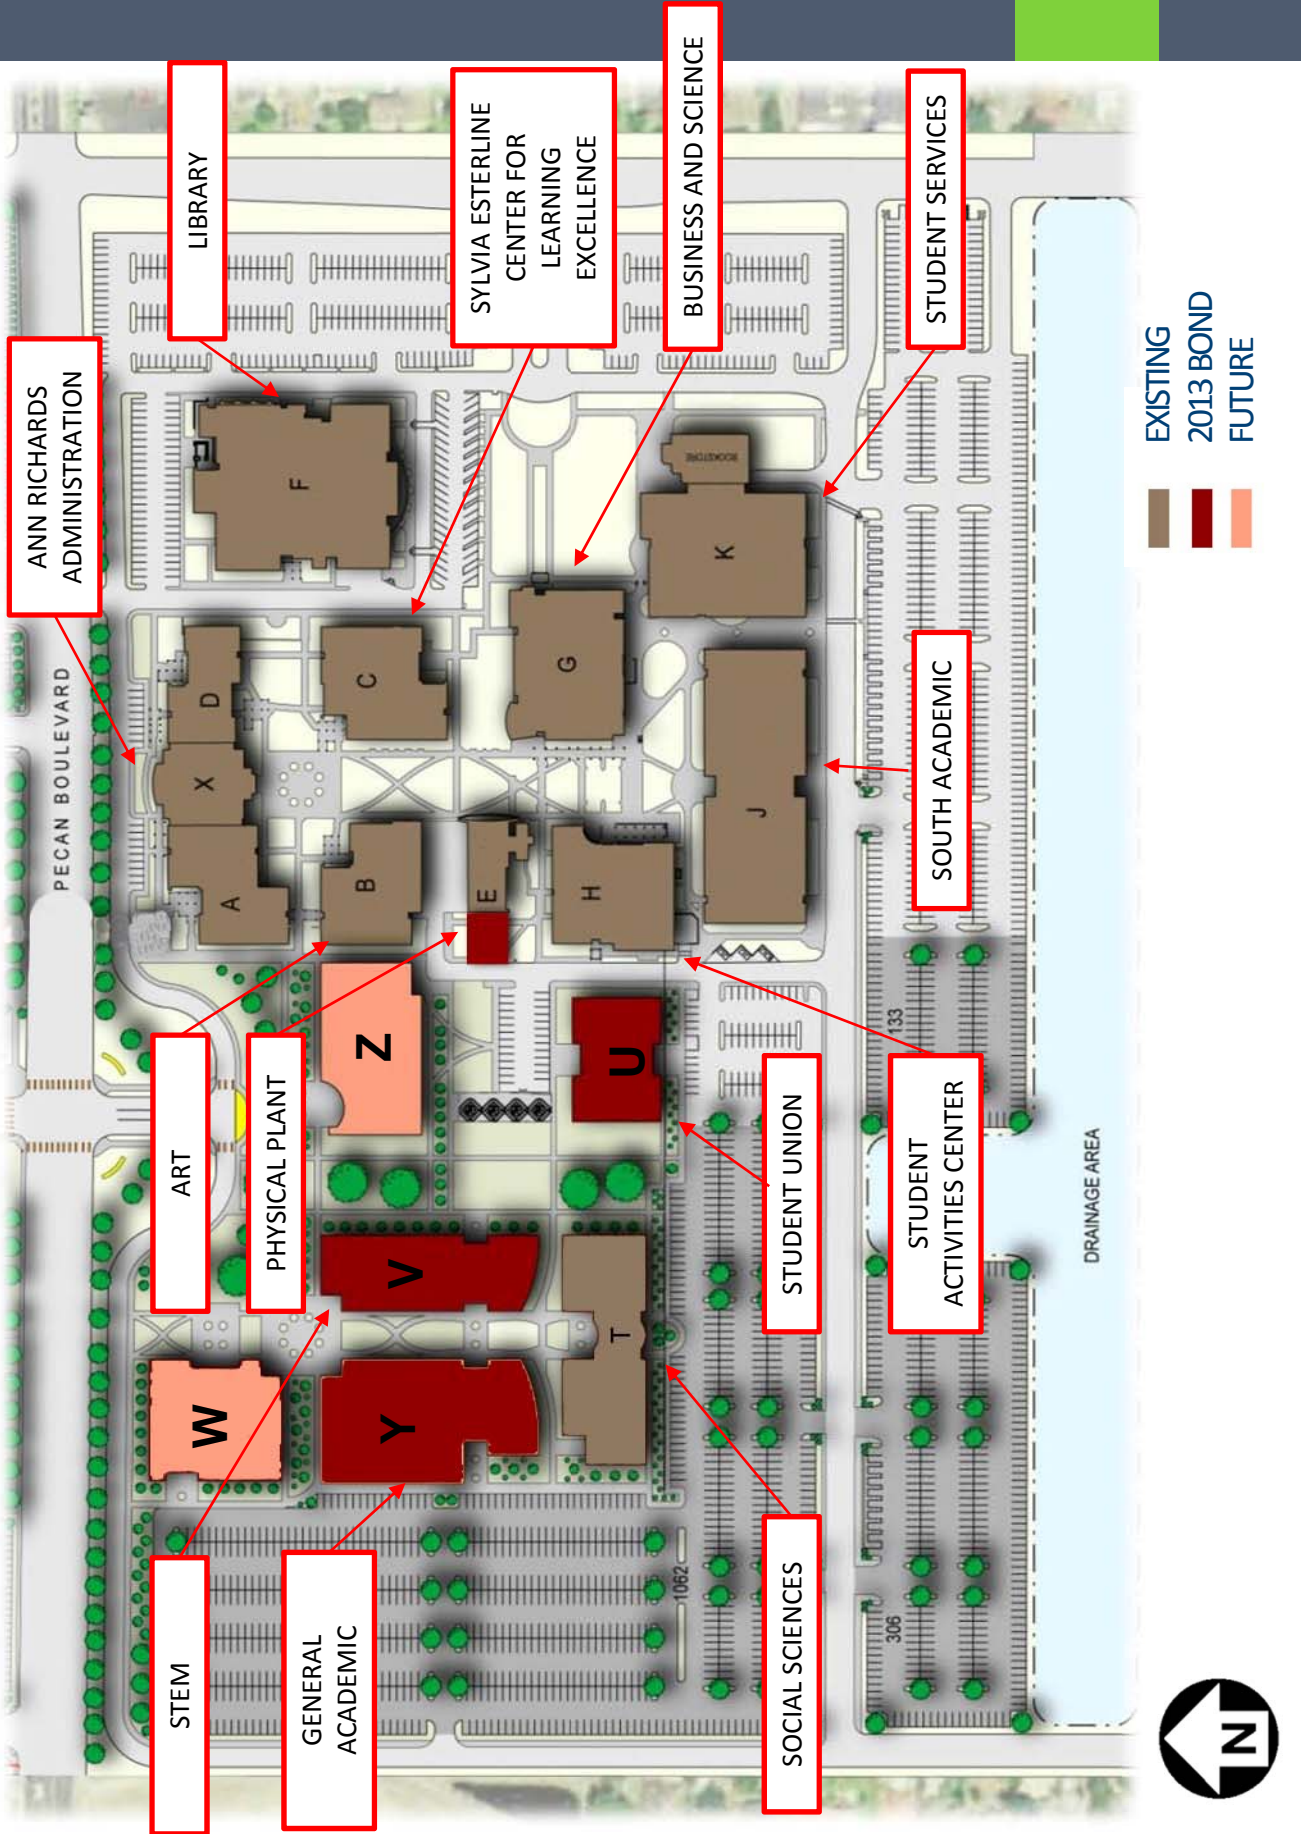 STEM
GENERAL
ACADEMIC
ART
PHYSICAL PLANT
ANN RICHARDS
ADMINISTRATION
LIBRARY
PECAN BOULEVARD
W
A
X
D
F
Y
V
Z
B
C
SYLVIA ESTERLINE
CENTER FOR
LEARNING
EXCELLENCE
E
T
U
H
G
BUSINESS AND SCIENCE
1062
J
K
BOOKSTORE
SOCIAL SCIENCES
STUDENT UNION
306
133
STUDENT
ACTIVITIES CENTER
SOUTH ACADEMIC
STUDENT SERVICES
DRAINAGE AREA
N
EXISTING
2013 BOND
FUTURE